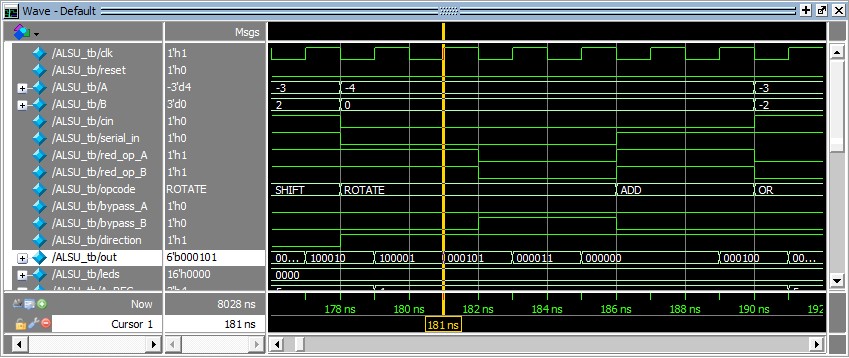 Wave - Default
Msgs
/ALSU_tb/clk 1'h1
/ALSU_tb/reset 1'h0
/ALSU_tb/A -3'd4 -3 -4 -3
/ALSU_tb/B 3'd0 2 0 -2
/ALSU_tb/cin 1'h0
/ALSU_tb/serial_in 1'h0
/ALSU_tb/red_op_A 1'h1
/ALSU_tb/red_op_B 1'h1
/ALSU_tb/opcode ROTATE SHIFT ROTATE ADD OR
/ALSU_tb/bypass_A 1'h0
/ALSU_tb/bypass_B 1'h0
/ALSU_tb/direction 1'h1
/ALSU_tb/out 6'b000101 00... 100010 100001 000101 000011 000000 000100 00...
/ALSU_tb/leds 16'h0000 0000
Now 8028 ns 178 ns 180 ns 182 ns 184 ns 186 ns 188 ns 190 ns 192
Cursor 1 181 ns 181 ns